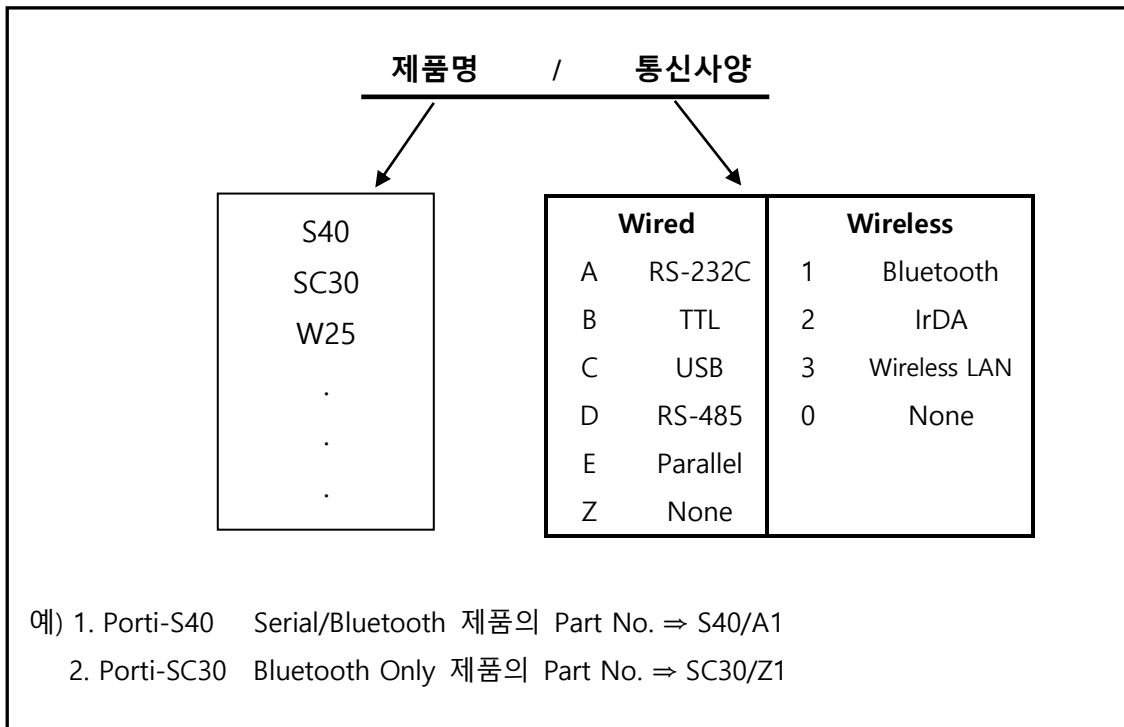 제품명 / 통신사양
S40
SC30
W25
.
.
.
Wired Wireless
A RS-232C 1 Bluetooth
B TTL 2 IrDA
C USB 3 Wireless LAN
D RS-485 0 None
E Parallel
Z None
예) 1. Porti-S40 Serial/Bluetooth 제품의 Part No. ⇒ S40/A1
2. Porti-SC30 Bluetooth Only 제품의 Part No. ⇒ SC30/Z1